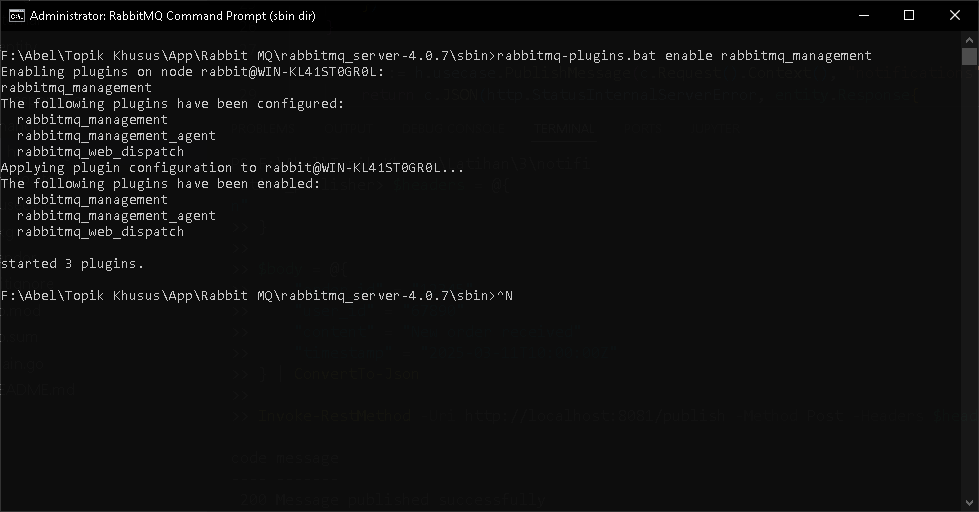 Administrator: RabbitMQ Command Prompt (sbin dir)
F:\Abel\Topik Khusus\App\Rabbit MQ\rabbitmq_server-4.0.7\sbin>rabbitmq-plugins.bat enable rabbitmq_management
Enabling plugins on node rabbit@WIN-KL41ST0GR0L:
rabbitmq_management
The following plugins have been configured:
  rabbitmq_management
  rabbitmq_management_agent
  rabbitmq_web_dispatch
Applying plugin configuration to rabbit@WIN-KL41ST0GR0L...
The following plugins have been enabled:
  rabbitmq_management
  rabbitmq_management_agent
  rabbitmq_web_dispatch
started 3 plugins.
F:\Abel\Topik Khusus\App\Rabbit MQ\rabbitmq_server-4.0.7\sbin>^N